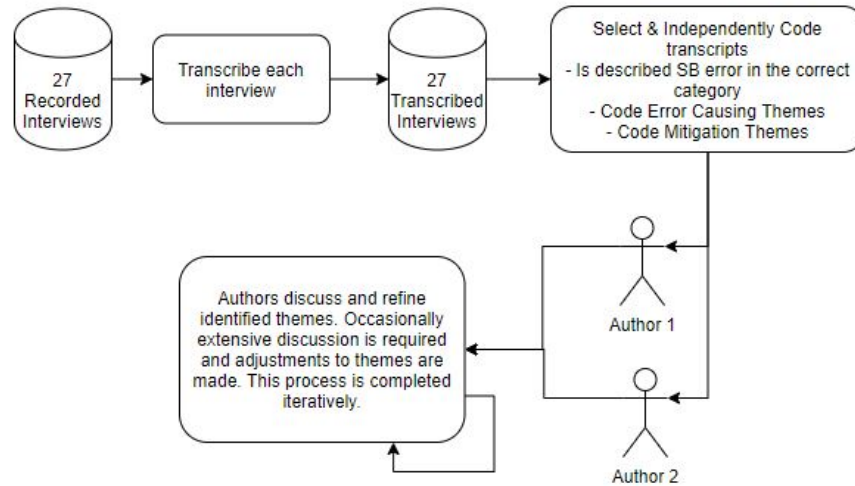 27
Recorded
Interviews
Transcribe each
interview
27
Transcribed
Interviews
Select & Independently Code
transcripts
- Is described SB error in the correct
category
- Code Error Causing Themes
- Code Mitigation Themes
Author 1
Authors discuss and refine
identified themes. Occasionally
extensive discussion is required
and adjustments to themes are
made. This process is completed
iteratively.
Author 2